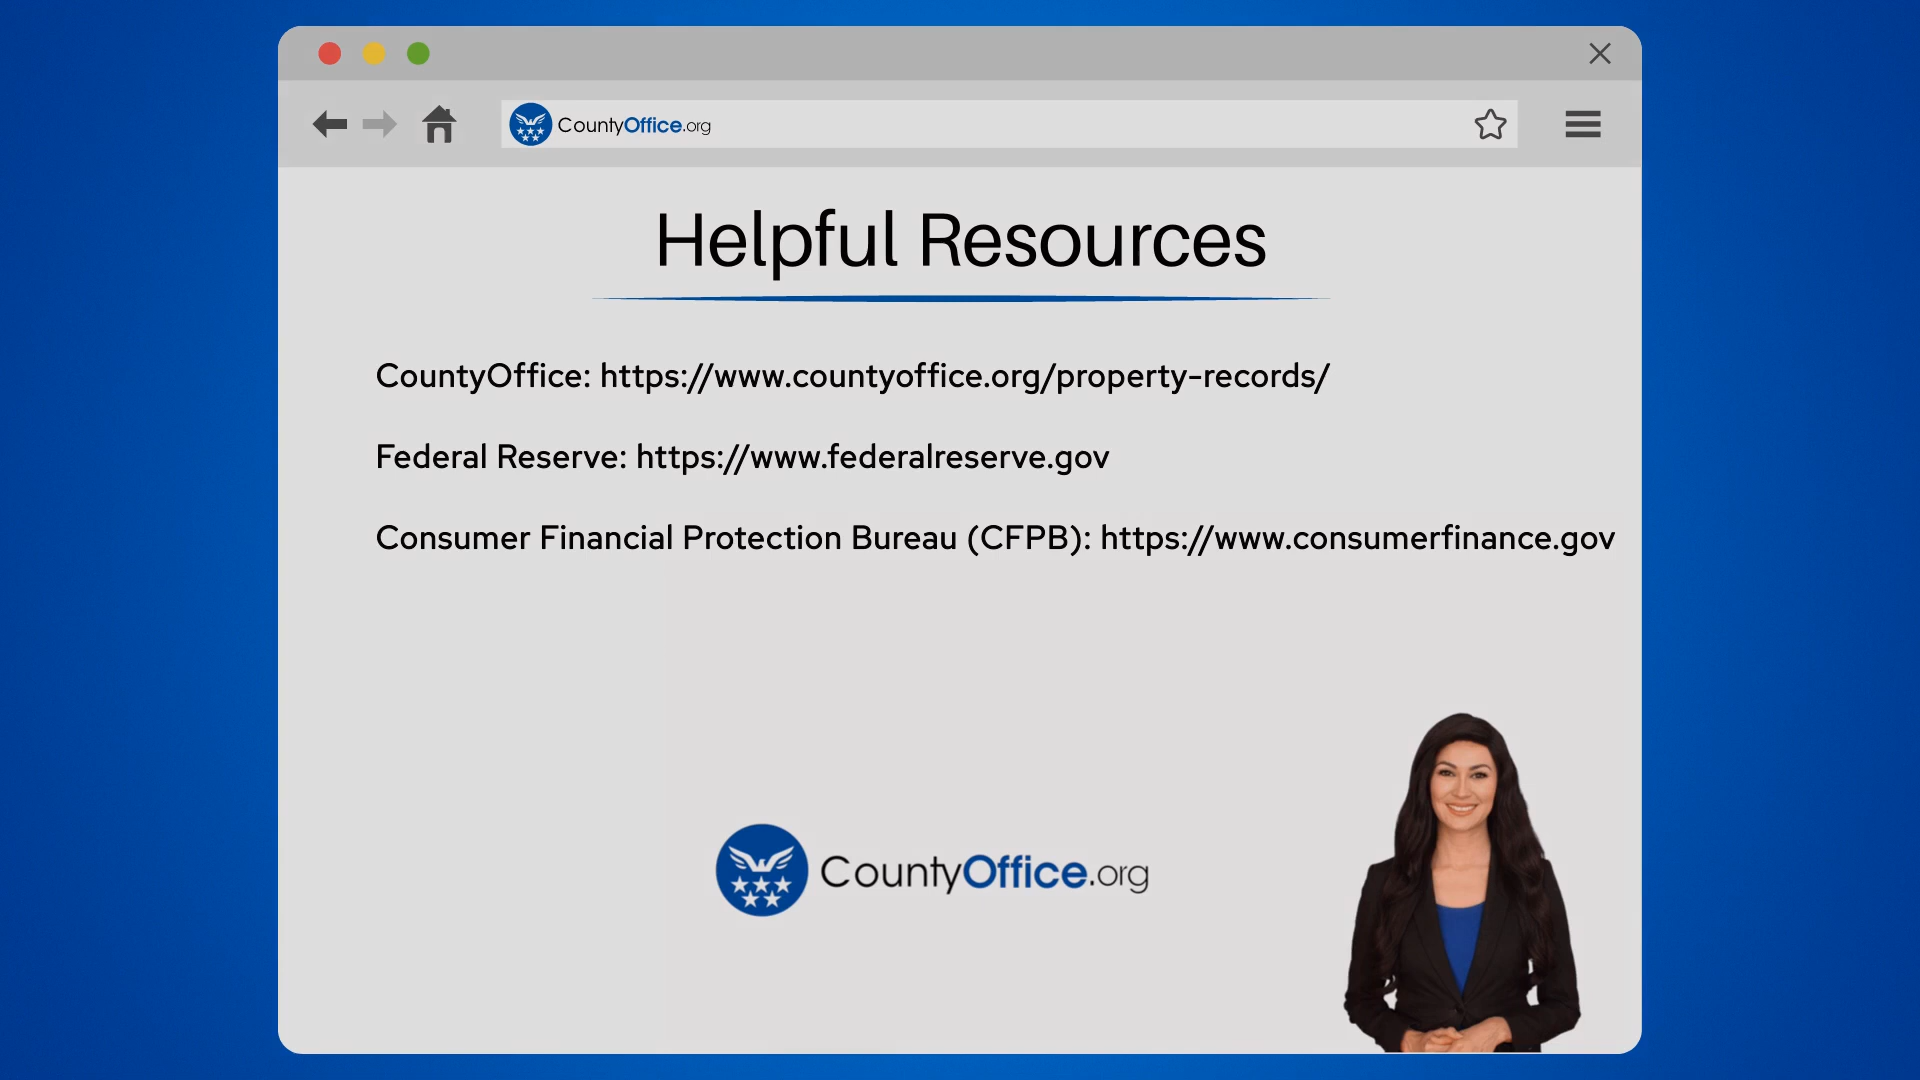 CountyOffice.org
Helpful Resources
CountyOffice: https://www.countyoffice.org/property-records/
Federal Reserve: https://www.federalreserve.gov
Consumer Financial Protection Bureau (CFPB): https://www.consumerfinance.gov
CountyOffice.org